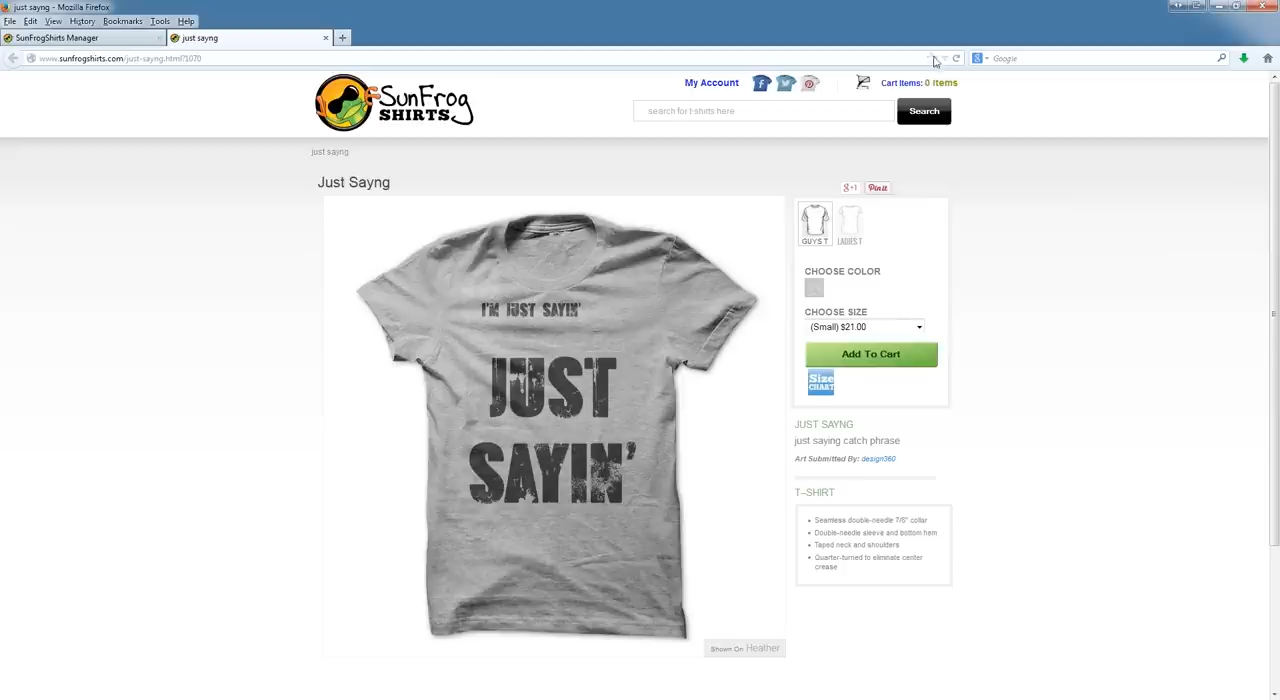 just sayng - Mozilla Firefox
File Edit View History Bookmarks Tools Help
SunFrogShirts Manager
just sayng
www.sunfrogshirts.com/just-sayng.html?1070
Google
SunFrog
SHIRTS
My Account
Cart Items: 0 Items
search for t-shirts here
Search
just sayng
Just Sayng
g+1
Pin it
I'M JUST SAYIN'
JUST
SAYIN'
Shown On Heather
GUYS T
LADIES T
CHOOSE COLOR
CHOOSE SIZE
(Small) $21.00
Add To Cart
Size
CHART
JUST SAYNG
just saying catch phrase
Art Submitted By: design360
T-SHIRT
Seamless double-needle 7/8" collar
Double-needle sleeve and bottom hem
Taped neck and shoulders
Quarter-turned to eliminate center
crease